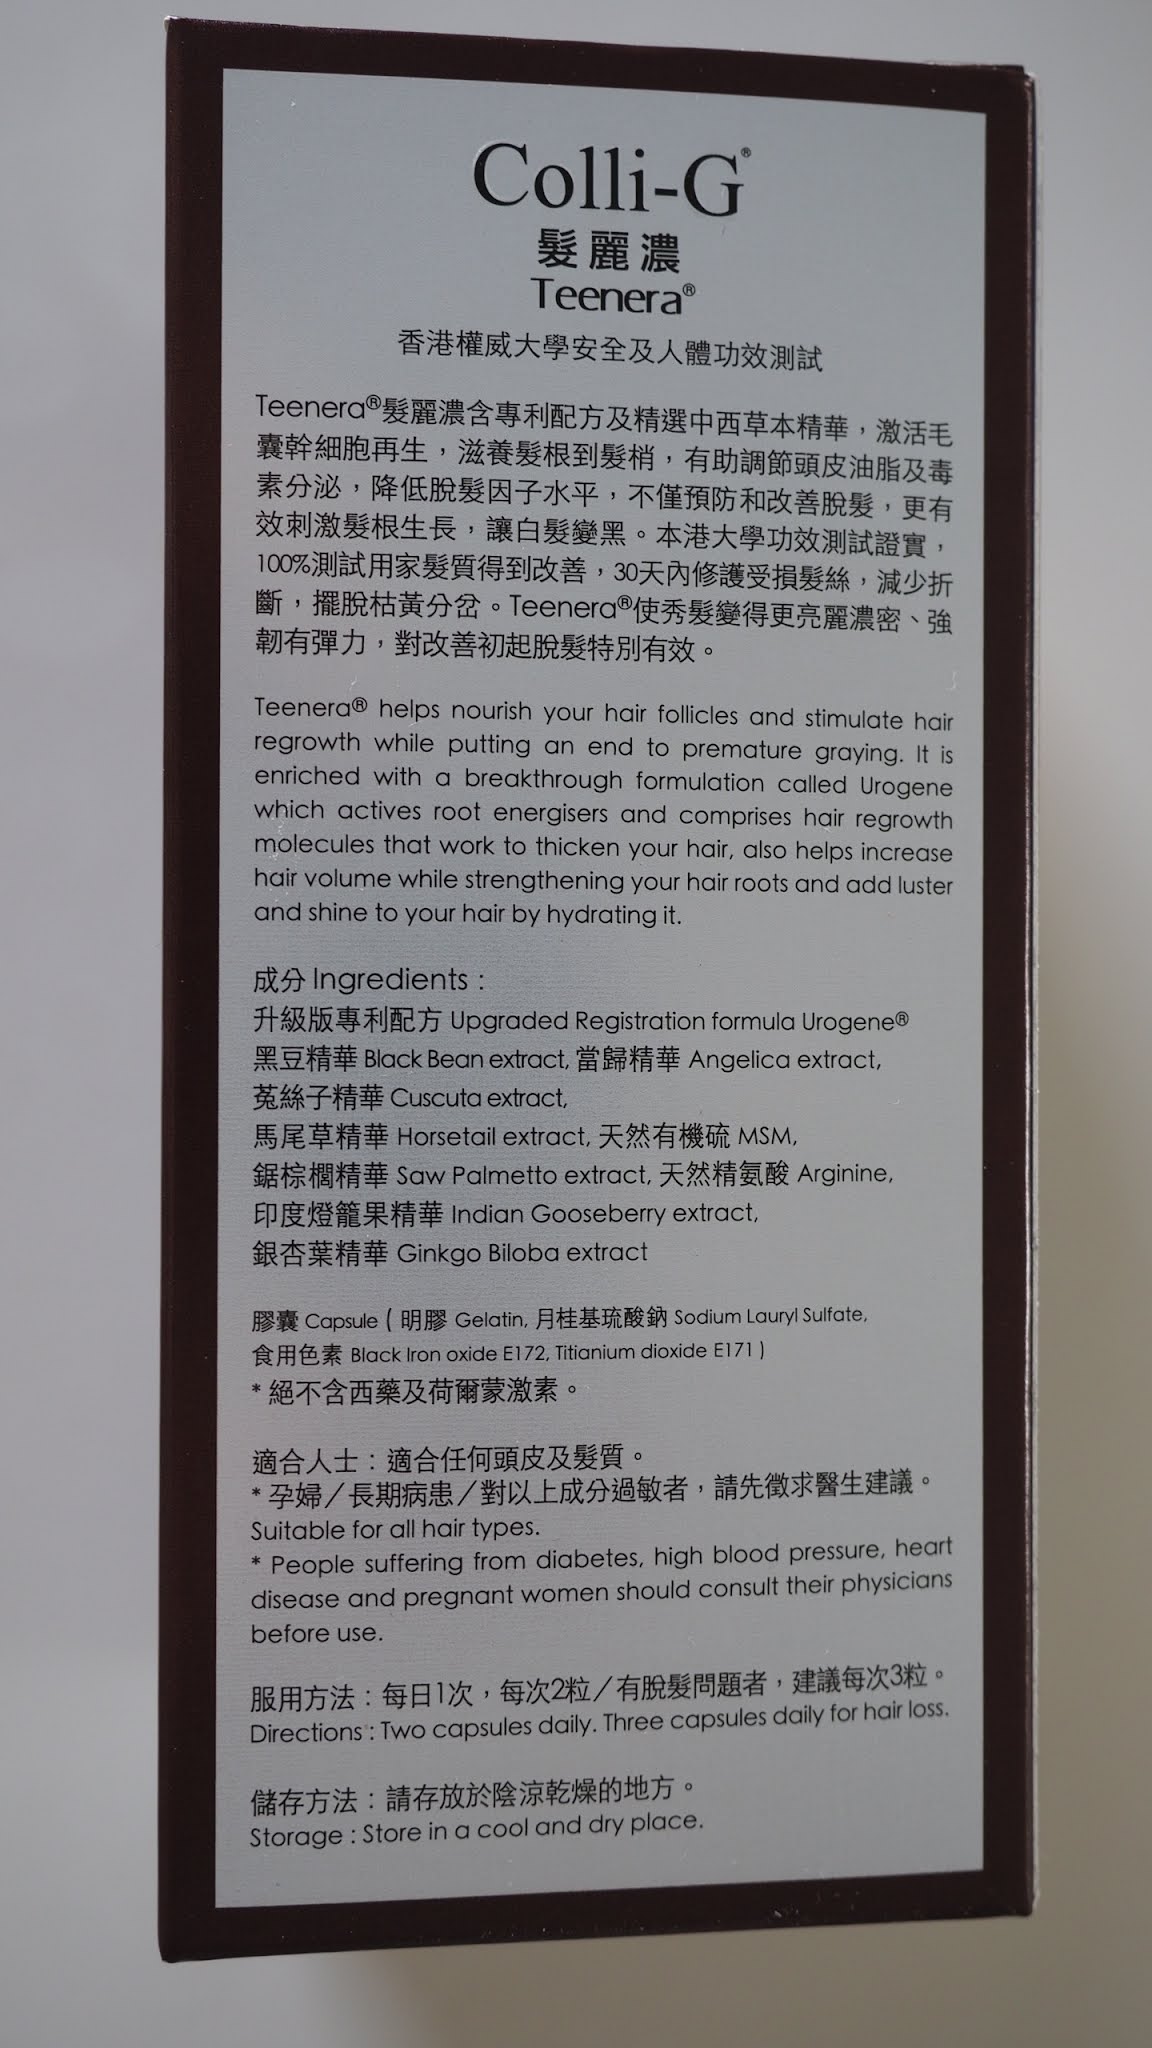 Colli-G®
髮麗濃
Teenera®
香港權威大學安全及人體功效測試
Teenera®髮麗濃含專利配方及精選中西草本精華，激活毛
囊幹細胞再生，滋養髮根到髮梢，有助調節頭皮油脂及毒
素分泌，降低脫髮因子水平，不僅預防和改善脫髮，更有
效刺激髮根生長，讓白髮變黑。本港大學功效測試證實，
100%測試用家髮質得到改善，30天內修護受損髮絲，減少折
斷，擺脫枯黃分岔。Teenera®使秀髮變得更亮麗濃密、強
韌有彈力，對改善初起脫髮特別有效。
Teenera® helps nourish your hair follicles and stimulate hair
regrowth while putting an end to premature graying. It is
enriched with a breakthrough formulation called Urogene
which actives root energisers and comprises hair regrowth
molecules that work to thicken your hair, also helps increase
hair volume while strengthening your hair roots and add luster
and shine to your hair by hydrating it.
成分 Ingredients :
升級版專利配方 Upgraded Registration formula Urogene®
黑豆精華 Black Bean extract, 當歸精華 Angelica extract,
菟絲子精華 Cuscuta extract,
馬尾草精華 Horsetail extract, 天然有機硫 MSM,
鋸棕櫚精華 Saw Palmetto extract, 天然精氨酸 Arginine,
印度燈籠果精華 Indian Gooseberry extract,
銀杏葉精華 Ginkgo Biloba extract
膠囊 Capsule ( 明膠 Gelatin, 月桂基琉酸鈉 Sodium Lauryl Sulfate,
食用色素 Black Iron oxide E172, Titianium dioxide E171 )
* 絕不含西藥及荷爾蒙激素。
適合人士：適合任何頭皮及髮質。
* 孕婦／長期病患／對以上成分過敏者，請先徵求醫生建議。
Suitable for all hair types.
* People suffering from diabetes, high blood pressure, heart
disease and pregnant women should consult their physicians
before use.
服用方法：每日1次，每次2粒／有脫髮問題者，建議每次3粒。
Directions : Two capsules daily. Three capsules daily for hair loss.
儲存方法：請存放於陰涼乾燥的地方。
Storage : Store in a cool and dry place.